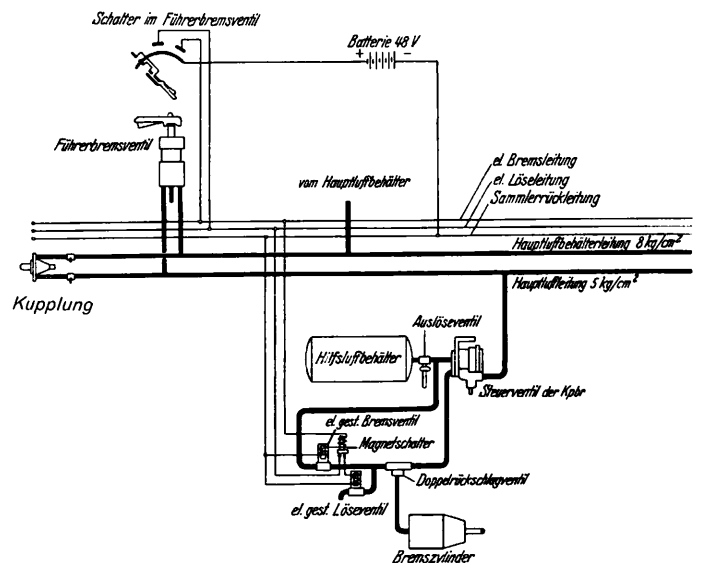 Schalter im Führerbremsventil
Batterie 48 V
+ −
Führerbremsventil
vom Hauptluftbehälter
el. Bremsleitung
el. Löseleitung
Sammlerrückleitung
Hauptluftbehälterleitung 8 kg/cm²
Hauptluftleitung 5 kg/cm²
Kupplung
Auslöseventil
Hilfsluftbehälter
Steuerventil der Kpbr
el. gest. Bremsventil
Magnetschalter
Doppelrückschlagventil
el. gest. Löseventil
Bremszylinder